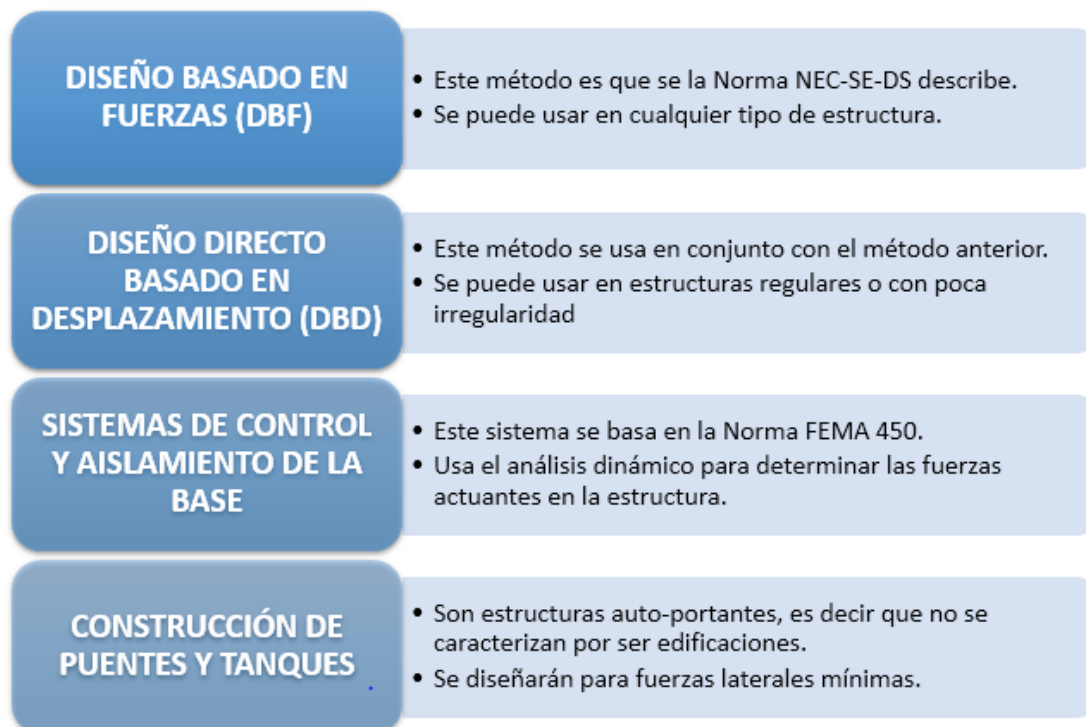 DISEÑO BASADO EN
FUERZAS (DBF)
• Este método es que se la Norma NEC-SE-DS describe.
• Se puede usar en cualquier tipo de estructura.
DISEÑO DIRECTO
BASADO EN
DESPLAZAMIENTO (DBD)
• Este método se usa en conjunto con el método anterior.
• Se puede usar en estructuras regulares o con poca
irregularidad
SISTEMAS DE CONTROL
Y AISLAMIENTO DE LA
BASE
• Este sistema se basa en la Norma FEMA 450.
• Usa el análisis dinámico para determinar las fuerzas
actuantes en la estructura.
CONSTRUCCIÓN DE
PUENTES Y TANQUES
• Son estructuras auto-portantes, es decir que no se
caracterizan por ser edificaciones.
• Se diseñarán para fuerzas laterales mínimas.